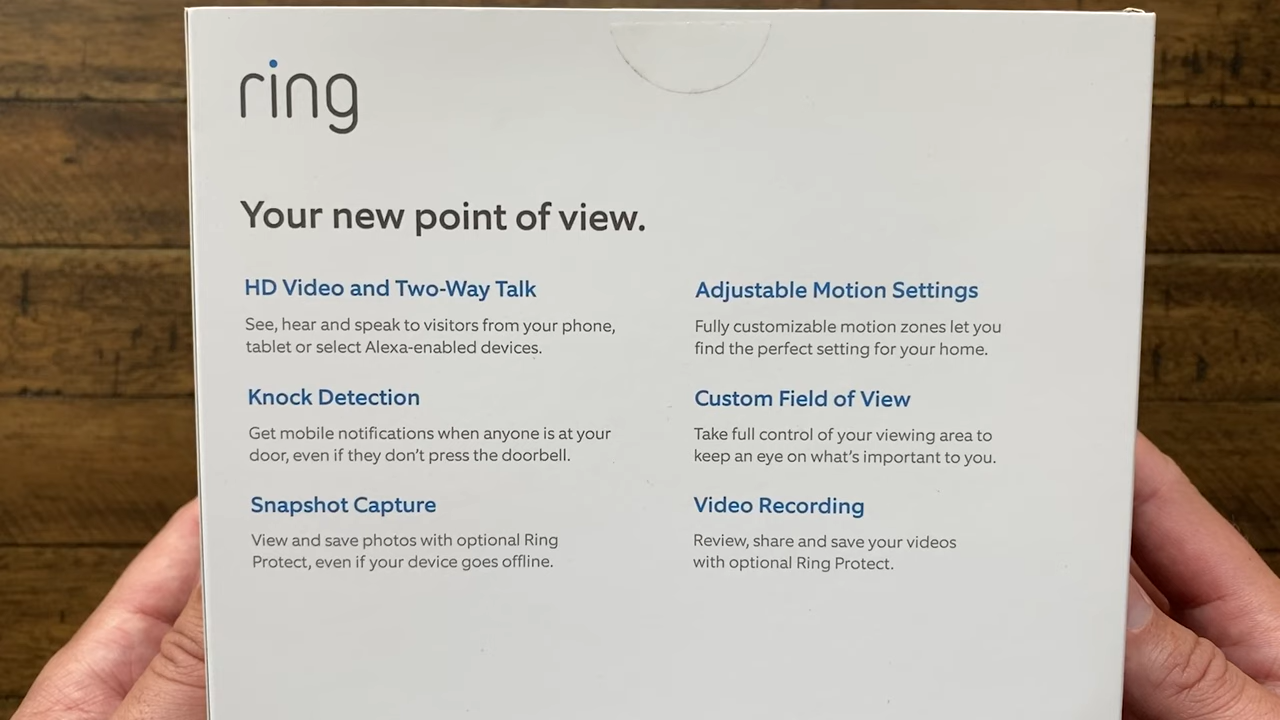 ring
Your new point of view.
HD Video and Two-Way Talk
See, hear and speak to visitors from your phone,
tablet or select Alexa-enabled devices.
Knock Detection
Get mobile notifications when anyone is at your
door, even if they don't press the doorbell.
Snapshot Capture
View and save photos with optional Ring
Protect, even if your device goes offline.
Adjustable Motion Settings
Fully customizable motion zones let you
find the perfect setting for your home.
Custom Field of View
Take full control of your viewing area to
keep an eye on what's important to you.
Video Recording
Review, share and save your videos
with optional Ring Protect.